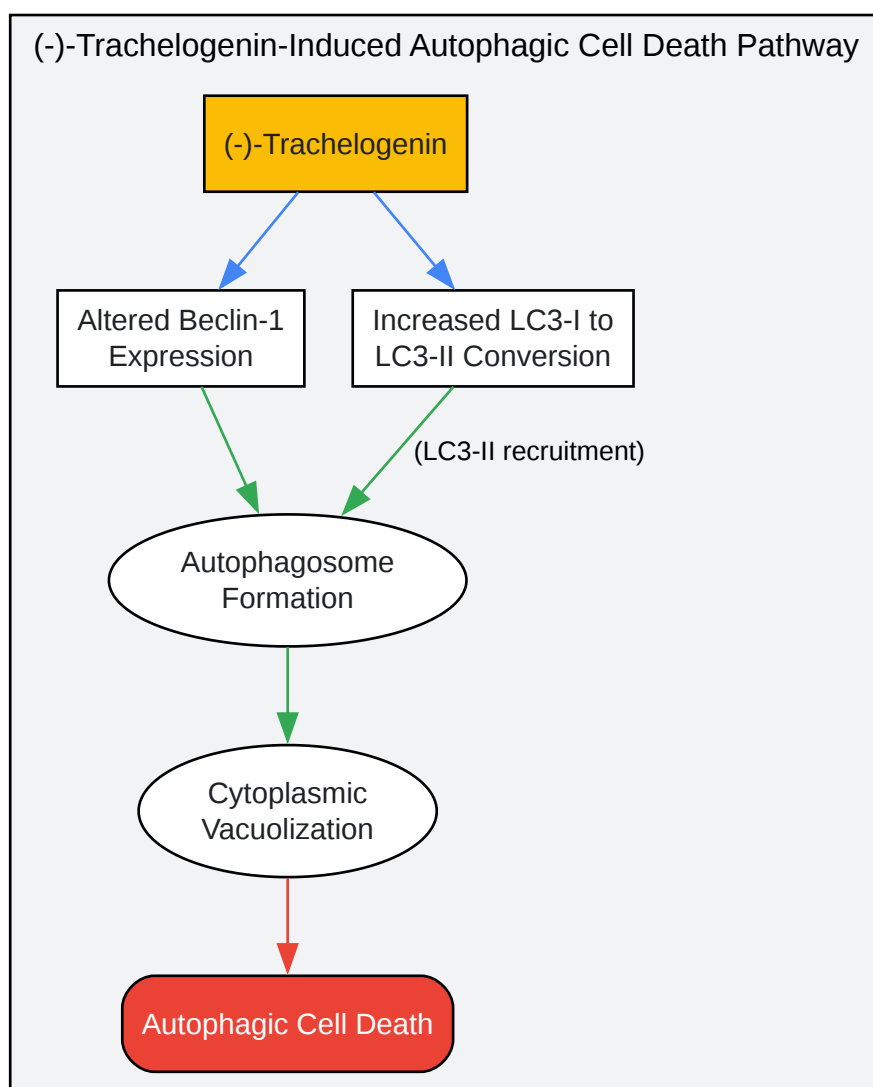 (-)-Trachelogenin-Induced Autophagic Cell Death Pathway
(-)-Trachelogenin
Altered Beclin-1
Expression
Increased LC3-I to
LC3-II Conversion
(LC3-II recruitment)
Autophagosome
Formation
Cytoplasmic
Vacuolization
Autophagic Cell Death